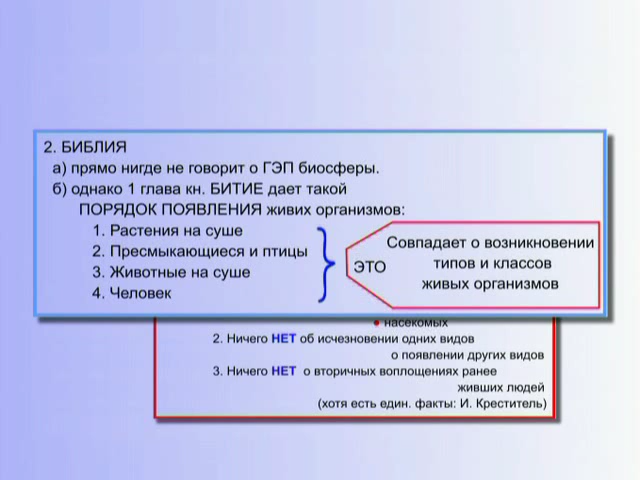 2. БИБЛИЯ
а) прямо нигде не говорит о ГЭП биосферы.
б) однако 1 глава кн. БИТИЕ дает такой
ПОРЯДОК ПОЯВЛЕНИЯ живих организмов:
1. Растения на суше
2. Пресмыкающиеся и птицы
3. Животные на суше
4. Человек
ЭТО
Совпадает о возникновении
типов и классов
живых организмов
насекомых
2. Ничего НЕТ об исчезновении одних видов
о появлении других видов
3. Ничего НЕТ о вторичных воплощениях ранее
живших людей
(хотя есть един. факты: И. Креститель)